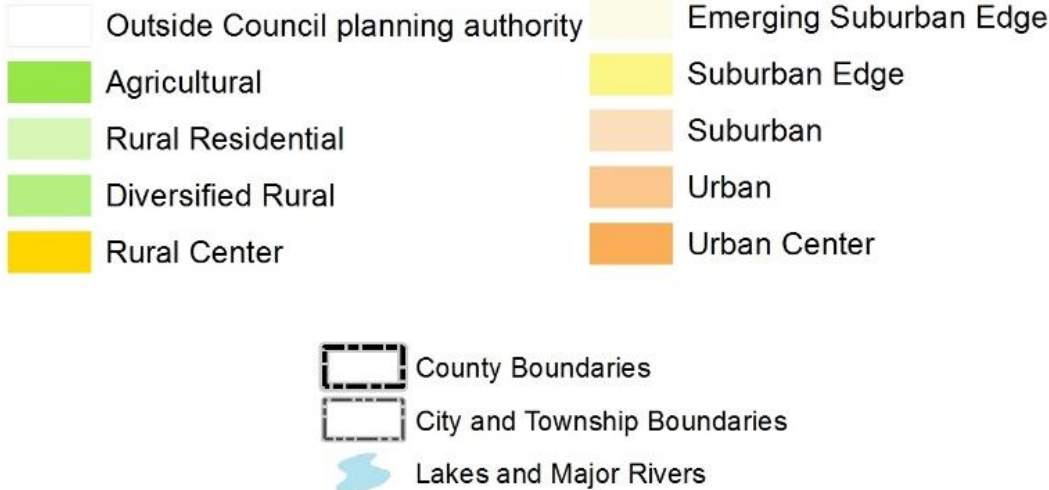 Outside Council planning authority
Agricultural
Rural Residential
Diversified Rural
Rural Center
Emerging Suburban Edge
Suburban Edge
Suburban
Urban
Urban Center
County Boundaries
City and Township Boundaries
Lakes and Major Rivers